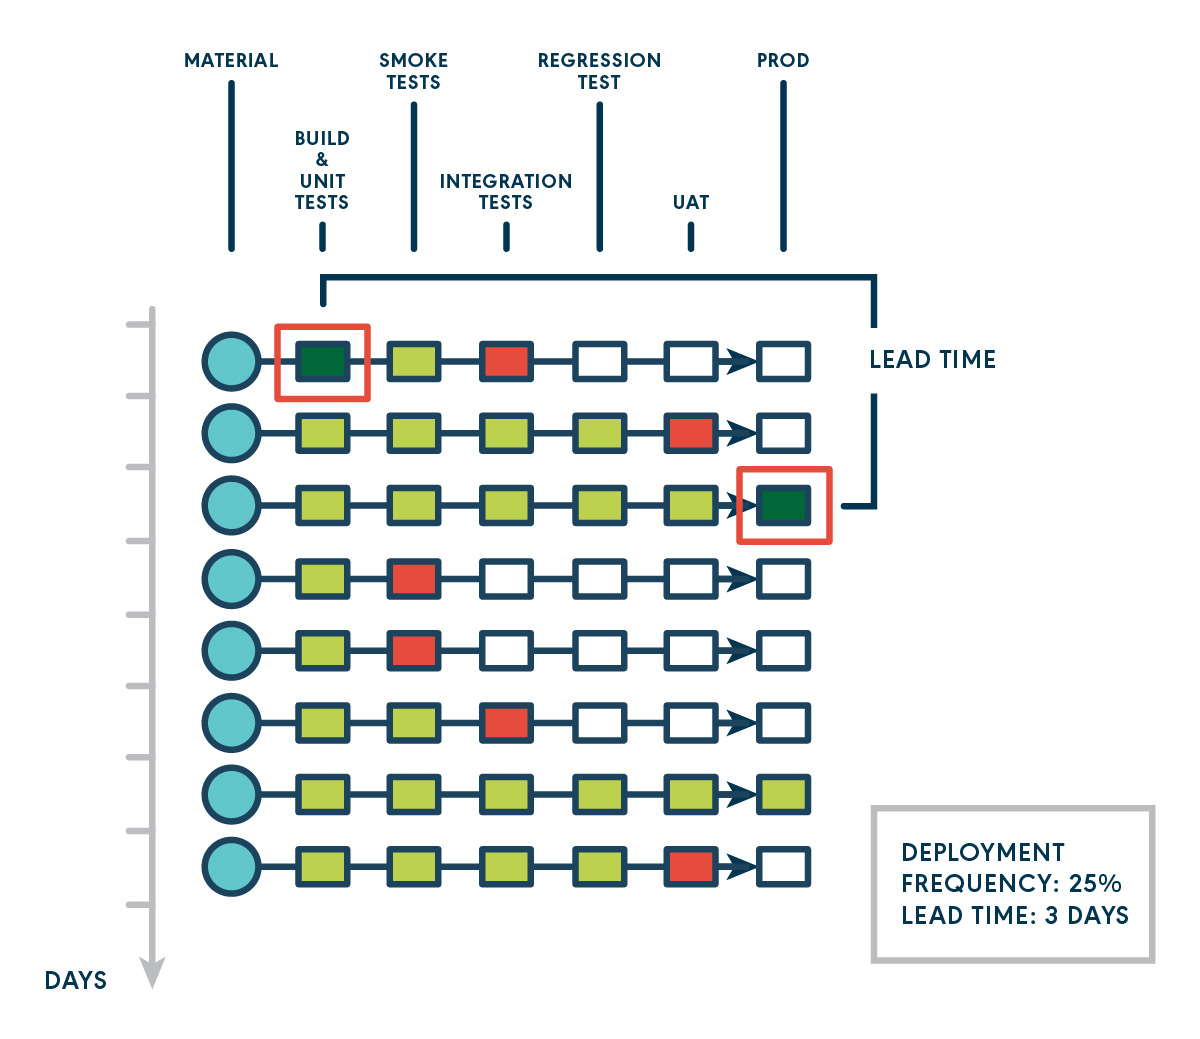 MATERIAL
BUILD
&
UNIT
TESTS
SMOKE
TESTS
INTEGRATION
TESTS
REGRESSION
TEST
UAT
PROD
LEAD TIME
DAYS
DEPLOYMENT
FREQUENCY: 25%
LEAD TIME: 3 DAYS